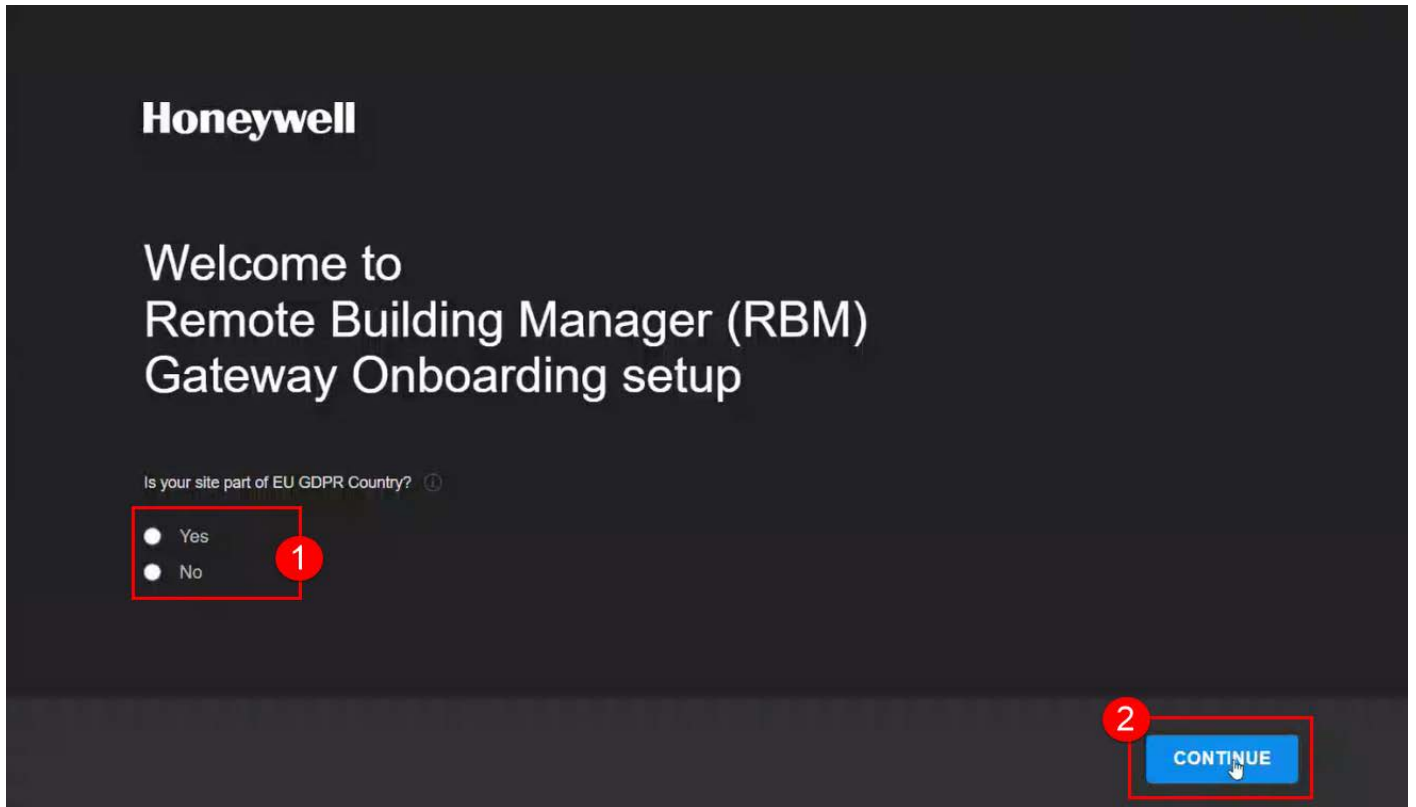 Honeywell
Welcome to
Remote Building Manager (RBM)
Gateway Onboarding setup
Is your site part of EU GDPR Country?
Yes
1
No
2
CONTINUE